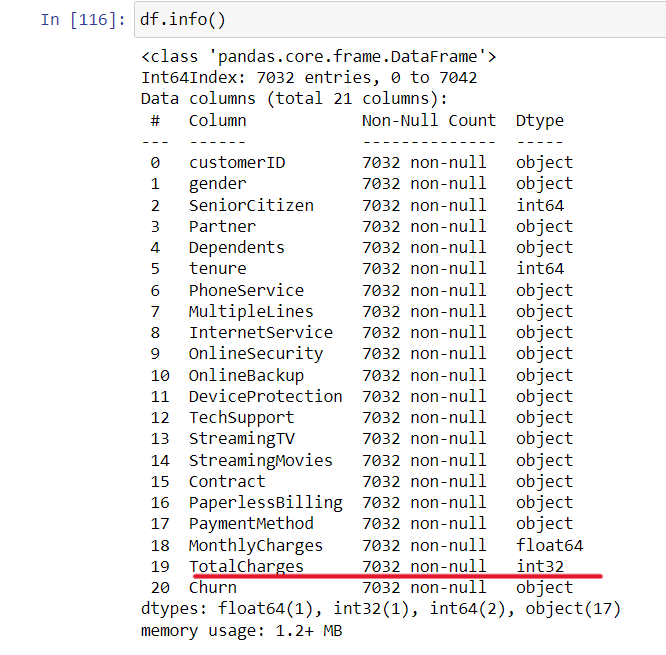 In [116]: df.info()
<class 'pandas.core.frame.DataFrame'>
Int64Index: 7032 entries, 0 to 7042
Data columns (total 21 columns):
 #   Column            Non-Null Count  Dtype
---  ------            --------------  -----
 0   customerID        7032 non-null   object
 1   gender            7032 non-null   object
 2   SeniorCitizen     7032 non-null   int64
 3   Partner           7032 non-null   object
 4   Dependents        7032 non-null   object
 5   tenure            7032 non-null   int64
 6   PhoneService      7032 non-null   object
 7   MultipleLines     7032 non-null   object
 8   InternetService   7032 non-null   object
 9   OnlineSecurity    7032 non-null   object
 10  OnlineBackup      7032 non-null   object
 11  DeviceProtection  7032 non-null   object
 12  TechSupport       7032 non-null   object
 13  StreamingTV       7032 non-null   object
 14  StreamingMovies   7032 non-null   object
 15  Contract          7032 non-null   object
 16  PaperlessBilling  7032 non-null   object
 17  PaymentMethod     7032 non-null   object
 18  MonthlyCharges    7032 non-null   float64
 19  TotalCharges      7032 non-null   int32
 20  Churn             7032 non-null   object
dtypes: float64(1), int32(1), int64(2), object(17)
memory usage: 1.2+ MB